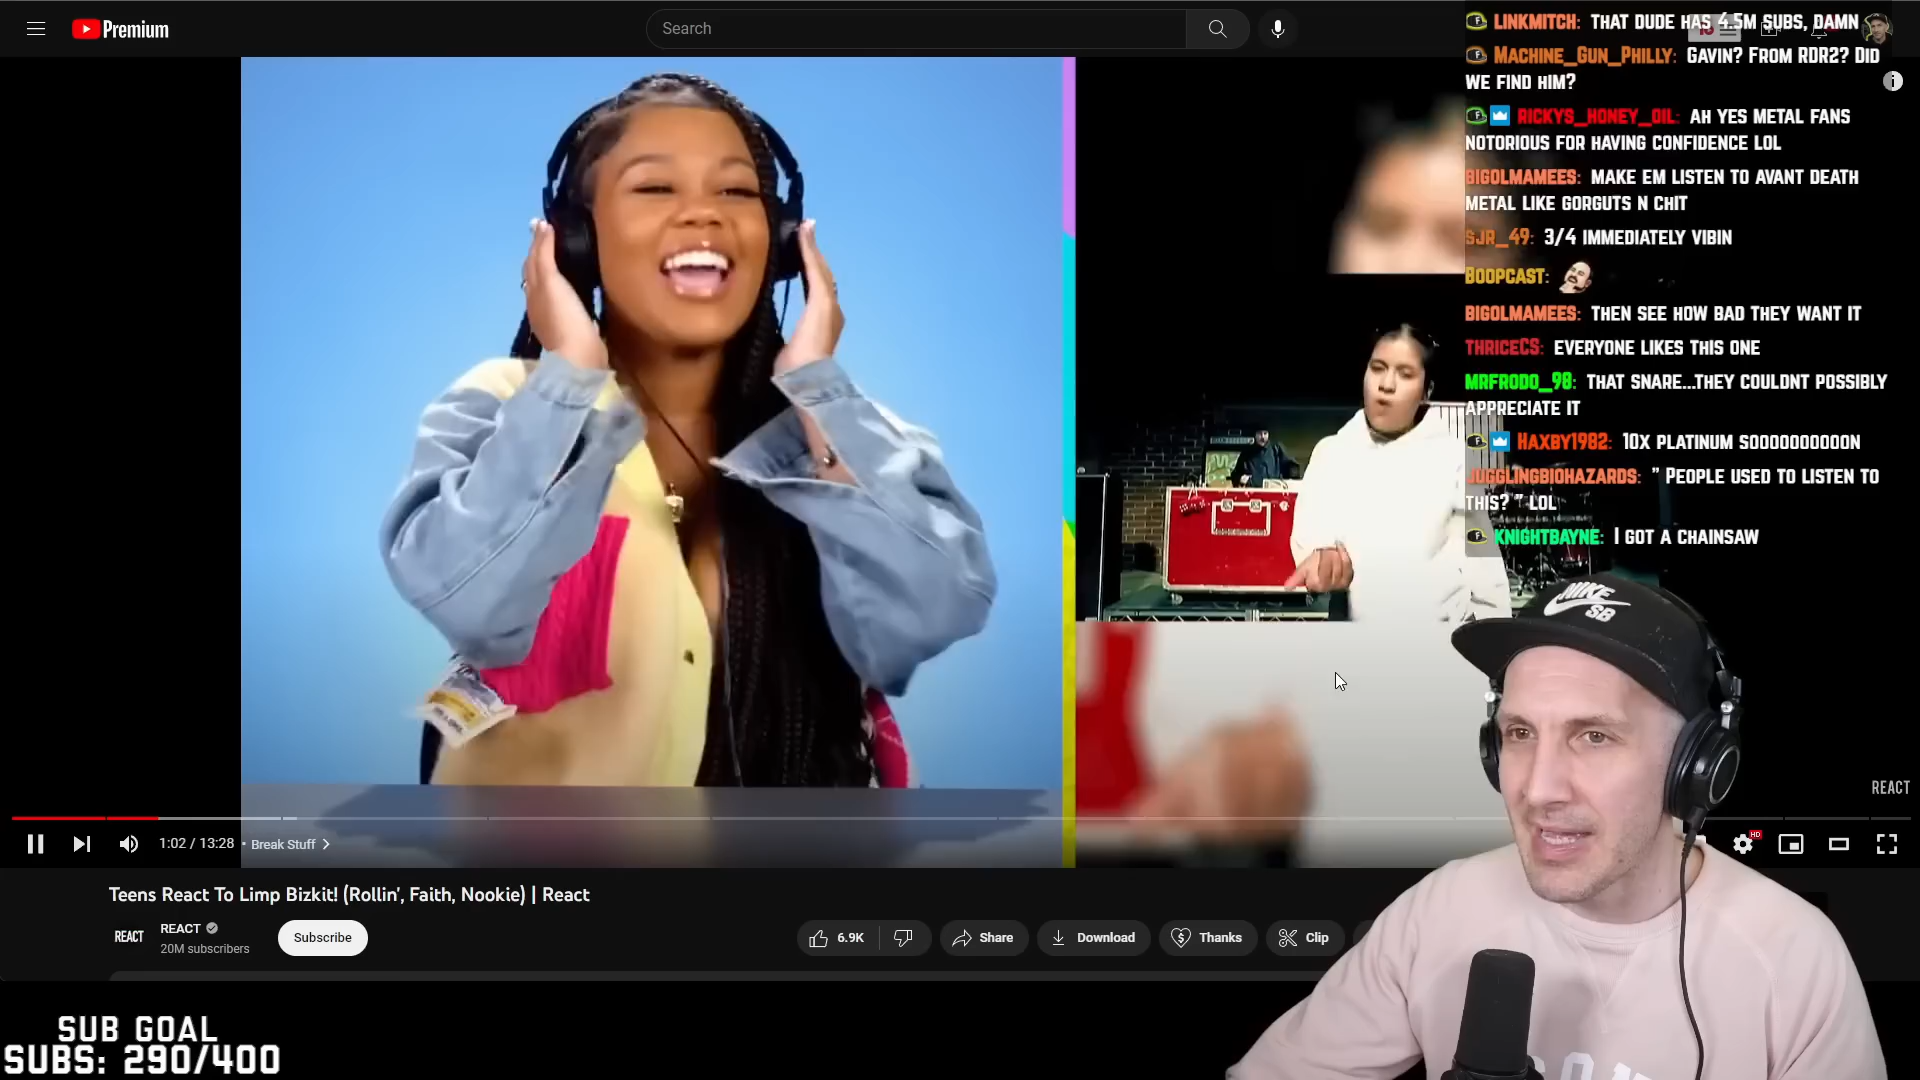 Premium
Search
LINKMITCH: THAT DUDE HAS 4.5M SUBS, DAMN
MACHINE_GUN_PHILLY: GAVIN? FROM RDR2? DID
WE FIND HIM?
RICKYS_HONEY_OIL: AH YES METAL FANS
NOTORIOUS FOR HAVING CONFIDENCE LOL
BIGOLMAMEES: MAKE EM LISTEN TO AVANT DEATH
METAL LIKE GORGUTS N CHIT
SJR_49: 3/4 IMMEDIATELY VIBIN
BOOPCAST:
BIGOLMAMEES: THEN SEE HOW BAD THEY WANT IT
THRICECS: EVERYONE LIKES THIS ONE
MRFRODO_98: THAT SNARE...THEY COULDNT POSSIBLY
APPRECIATE IT
HAXBY1982: 10X PLATINUM SOOOOOOOOOON
JUGGLINGBIOHAZARDS: " PEOPLE USED TO LISTEN TO
THIS? " LOL
KNIGHTBAYNE: I GOT A CHAINSAW
NIKE
SB
REACT
1:02 / 13:28 • Break Stuff
HD
Teens React To Limp Bizkit! (Rollin', Faith, Nookie) | React
REACT
REACT
20M subscribers
Subscribe
6.9K
Share
Download
Thanks
Clip
SUB GOAL
SUBS: 290/400